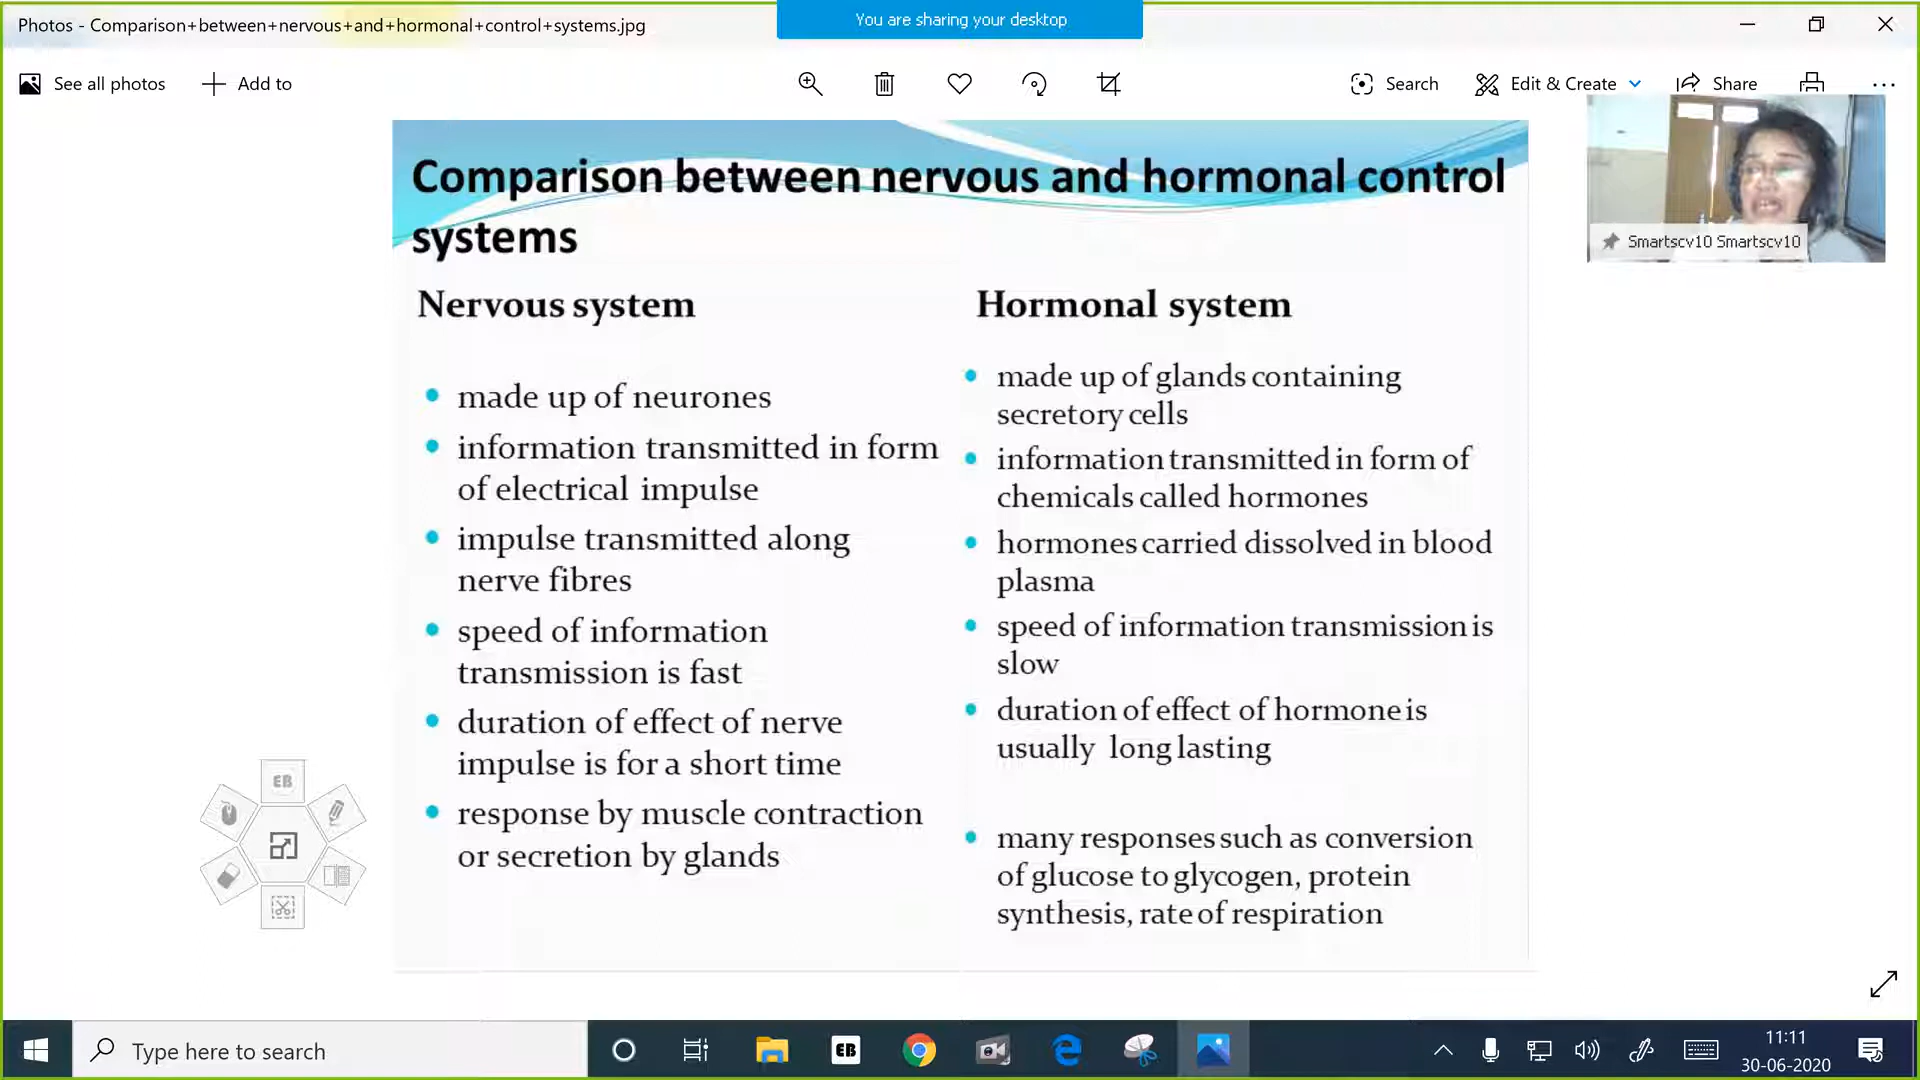 Photos - Comparison+between+nervous+and+hormonal+control+systems.jpg
You are sharing your desktop
See all photos
Add to
Search
Edit & Create
Share
Smartscv10 Smartscv10
Comparison between nervous and hormonal control
systems
Nervous system
made up of neurones
information transmitted in form
of electrical impulse
impulse transmitted along
nerve fibres
speed of information
transmission is fast
duration of effect of nerve
impulse is for a short time
response by muscle contraction
or secretion by glands
Hormonal system
made up of glands containing
secretory cells
information transmitted in form of
chemicals called hormones
hormones carried dissolved in blood
plasma
speed of information transmission is
slow
duration of effect of hormone is
usually long lasting
many responses such as conversion
of glucose to glycogen, protein
synthesis, rate of respiration
EB
Type here to search
EB
11:11
30-06-2020